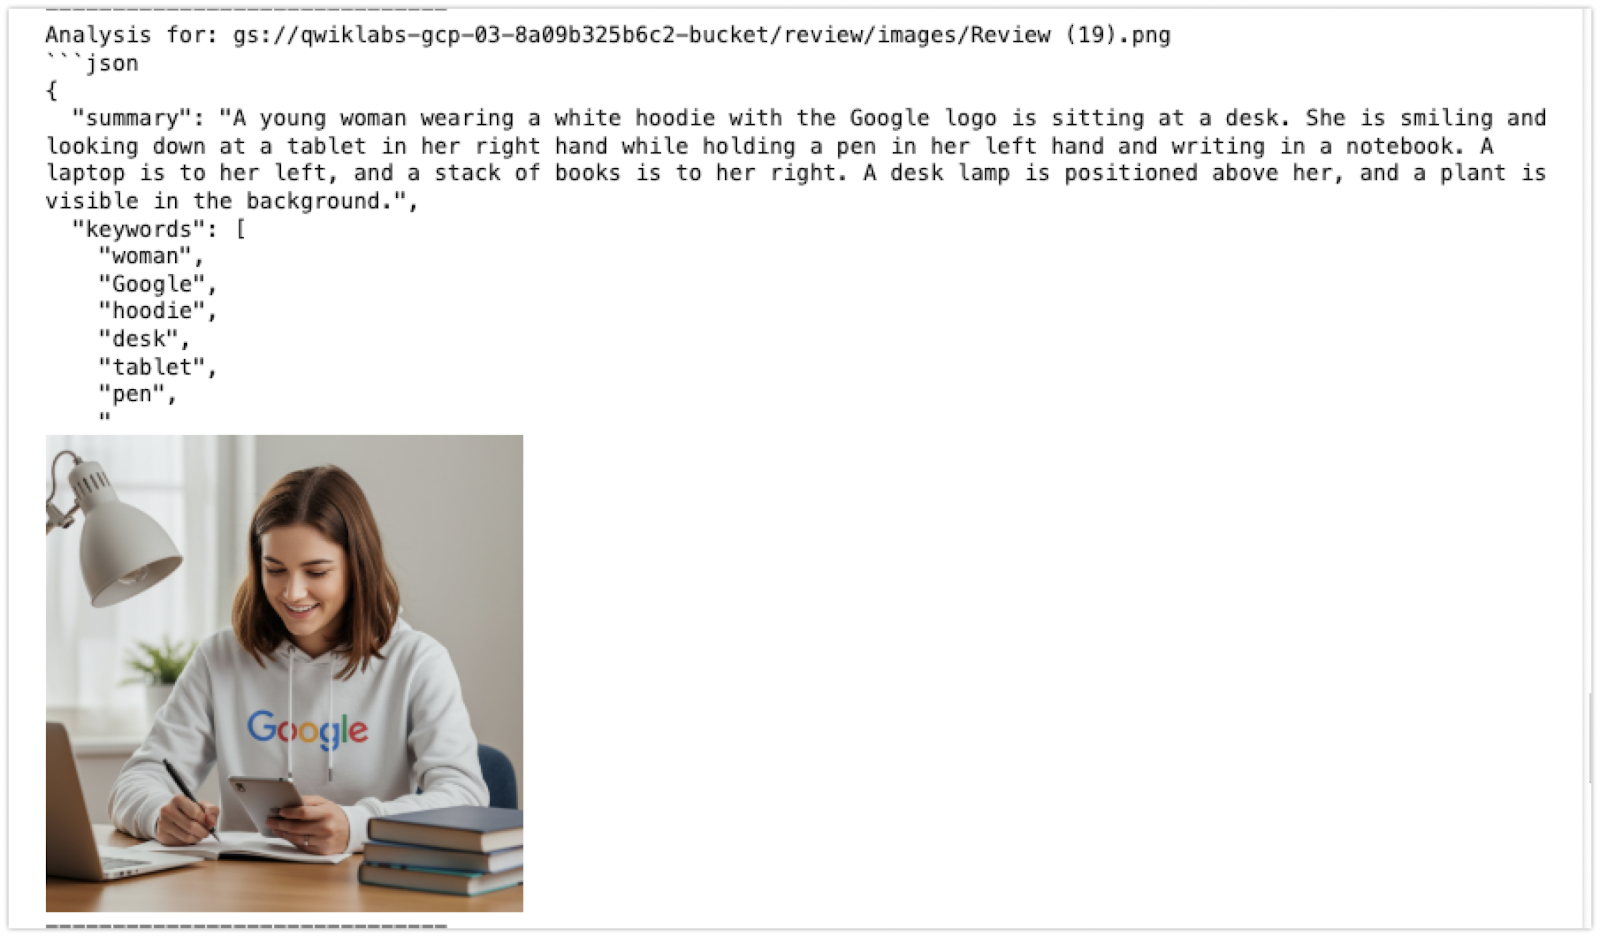 Analysis for: gs://qwiklabs-gcp-03-8a09b325b6c2-bucket/review/images/Review (19).png
```json
{
  "summary": "A young woman wearing a white hoodie with the Google logo is sitting at a desk. She is smiling and
looking down at a tablet in her right hand while holding a pen in her left hand and writing in a notebook. A
laptop is to her left, and a stack of books is to her right. A desk lamp is positioned above her, and a plant is
visible in the background.",
  "keywords": [
    "woman",
    "Google",
    "hoodie",
    "desk",
    "tablet",
    "pen",
    "
Google